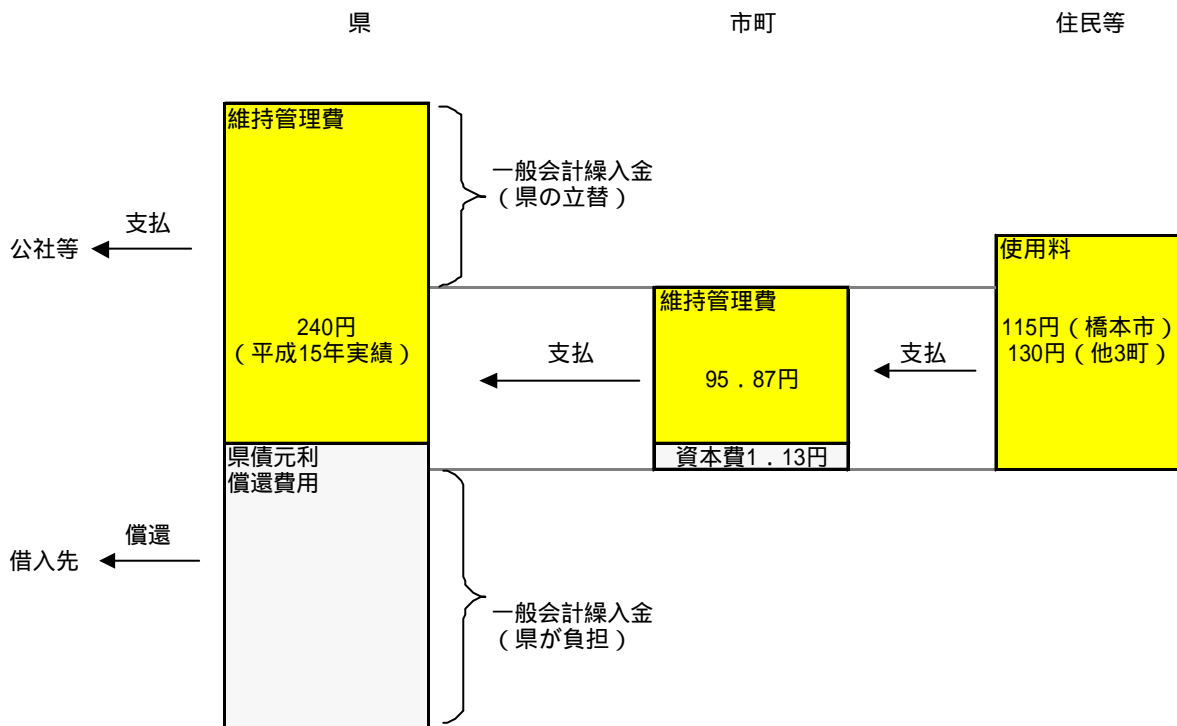 県
市町
住民等
維持管理費
一般会計繰入金
（県の立替）
支払
公社等
使用料
維持管理費
240円
（平成15年実績）
支払
95．87円
支払
115円（橋本市）
130円（他3町）
県債元利
償還費用
資本費1．13円
償還
借入先
一般会計繰入金
（県が負担）